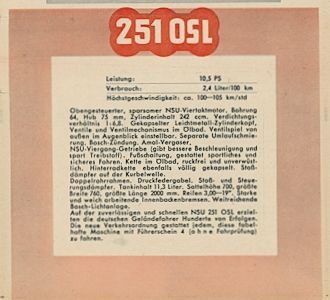 251 OSL
Leistung: 10,5 PS
Verbrauch: 2,4 Liter/100 km
Höchstgeschwindigkeit: ca. 100—105 km/std
Obengesteuerter, sparsamer NSU-Viertaktmotor, Bohrung
64, Hub 75 mm, Zylinderinhalt 242 ccm, Verdichtungs-
verhältnis 1:6,8. Gekapselter Leichtmetall-Zylinderkopf,
Ventile und Ventilmechanismus im Ölbad. Ventilspiel von
außen im Augenblick einstellbar. Separate Umlaufschmie-
rung, Bosch-Zündung, Amal-Vergaser,
NSU-Viergang-Getriebe (gibt bessere Beschleunigung und
spart Treibstoff). Fußschaltung, gestattet sportliches und
sicheres Fahren. Kette im Ölbad, ruckfrei und unverwüst-
lich. Hinterradkette ebenfalls völlig gekapselt. Stoß-
dämpfer auf der Kurbelwelle.
Doppelrohrrahmen, Druckfedergabel, Stoß- und Steue-
rungsdämpfer. Tankinhalt 11,3 Liter. Sattelhöhe 700, größte
Breite 760, größte Länge 2000 mm. Reifen 3,00—19". Starke
und weich arbeitende Innenbackenbremsen. Weitreichende
Bosch-Lichtanlage.
Auf der zuverlässigen und schnellen NSU 251 OSL erziel-
ten die deutschen Geländefahrer Hunderte von Erfolgen.
Die neue Verkehrsordnung gestattet jedem, diese fabel-
hafte Maschine mit Führerschein 4 (ohne Fahrprüfung)
zu fahren.